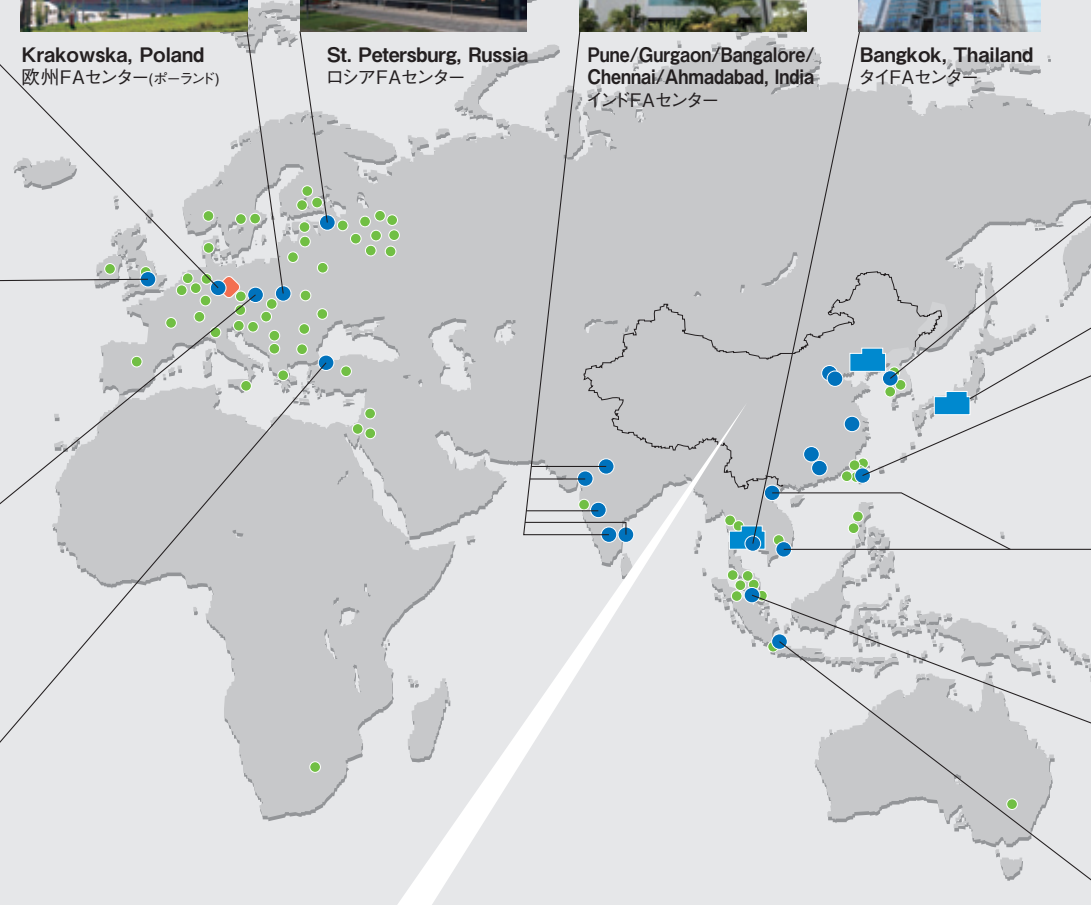 Krakowska, Poland
欧州FAセンター(ポーランド)
St. Petersburg, Russia
ロシアFAセンター
Pune/Gurgaon/Bangalore/
Chennai/Ahmadabad, India
インドFAセンター
Bangkok, Thailand
タイFAセンター